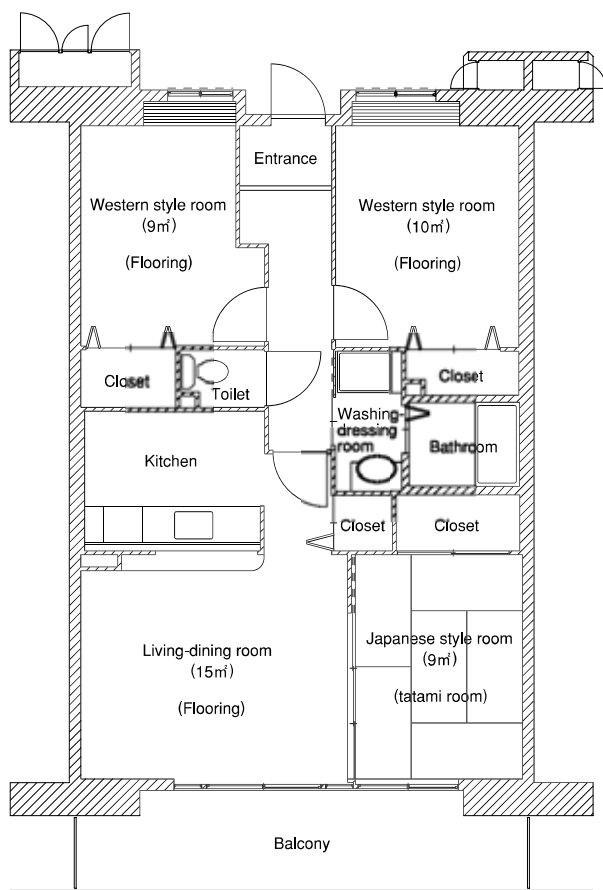 Entrance
Western style room
(9㎡)
(Flooring)
Western style room
(10㎡)
(Flooring)
Closet
Toilet
Closet
Washing-
dressing
room
Bathroom
Kitchen
Closet
Closet
Living-dining room
(15㎡)
(Flooring)
Japanese style room
(9㎡)
(tatami room)
Balcony